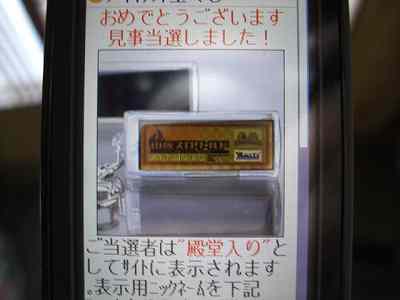 おめでとうございます
見事当選しました！
ご当選者は"殿堂入り"と
してｻｲﾄに表示されます
｡表示用ﾆｯｸﾈｰﾑを下記